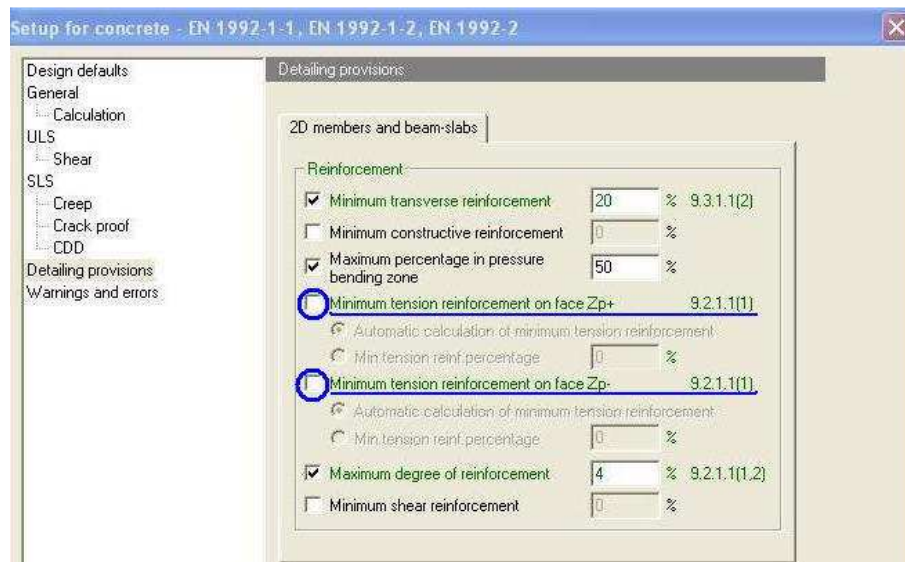 Setup for concrete - EN 1992-1-1, EN 1992-1-2, EN 1992-2
Design defaults
General
Calculation
ULS
Shear
SLS
Creep
Crack proof
CDD
Detailing provisions
Warnings and errors
Detailing provisions
2D members and beam-slabs
Reinforcement
Minimum transverse reinforcement 20 % 9.3.1.1(2)
Minimum constructive reinforcement 0 %
Maximum percentage in pressure
bending zone 50 %
Minimum tension reinforcement on face Zp+ 9.2.1.1(1)
Automatic calculation of minimum tension reinforcement
Min tension reinf.percentage 0 %
Minimum tension reinforcement on face Zp- 9.2.1.1(1)
Automatic calculation of minimum tension reinforcement
Min tension reinf.percentage 0 %
Maximum degree of reinforcement 4 % 9.2.1.1(1,2)
Minimum shear reinforcement 0 %